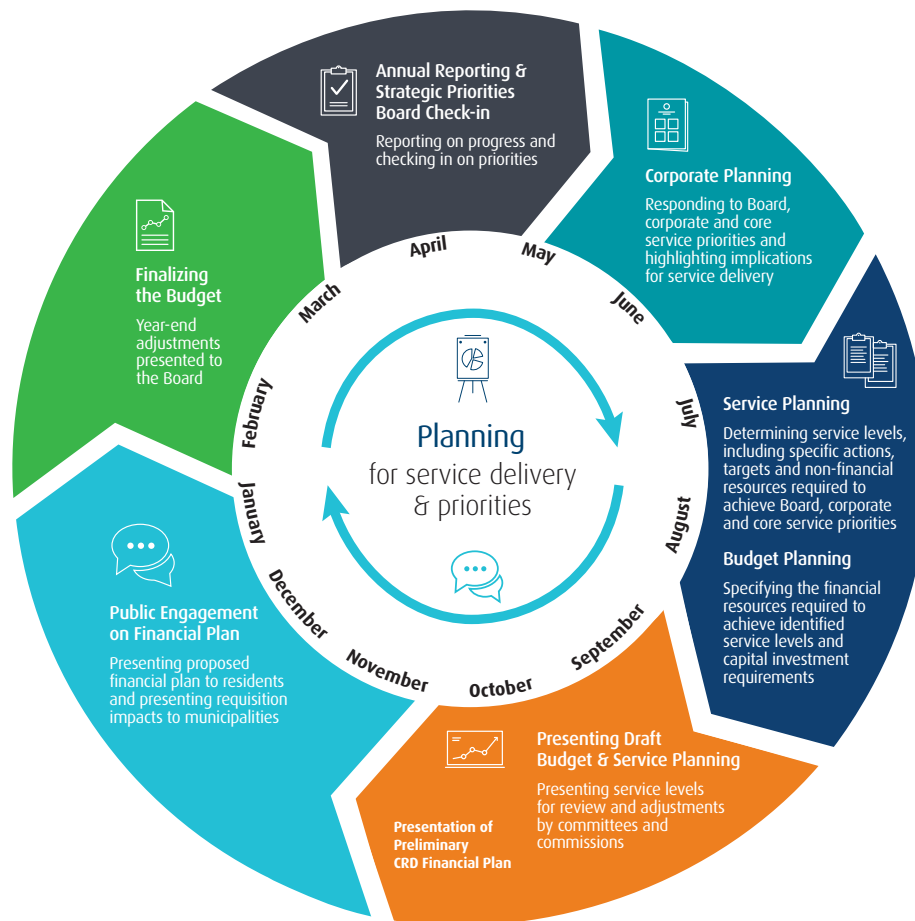 Annual Reporting &
Strategic Priorities
Board Check-in
Reporting on progress and
checking in on priorities
Corporate Planning
Responding to Board,
corporate and core
service priorities and
highlighting implications
for service delivery
Service Planning
Determining service levels,
including specific actions,
targets and non-financial
resources required to
achieve Board, corporate
and core service priorities
Budget Planning
Specifying the financial
resources required to
achieve identified
service levels and
capital investment
requirements
Presenting Draft
Budget & Service Planning
Presenting service levels
for review and adjustments
by committees and
commissions
Presentation of
Preliminary
CRD Financial Plan
Public Engagement
on Financial Plan
Presenting proposed
financial plan to residents
and presenting requisition
impacts to municipalities
Finalizing
the Budget
Year-end
adjustments
presented to
the Board
January
February
March
April
May
June
July
August
September
October
November
December
Planning
for service delivery
& priorities